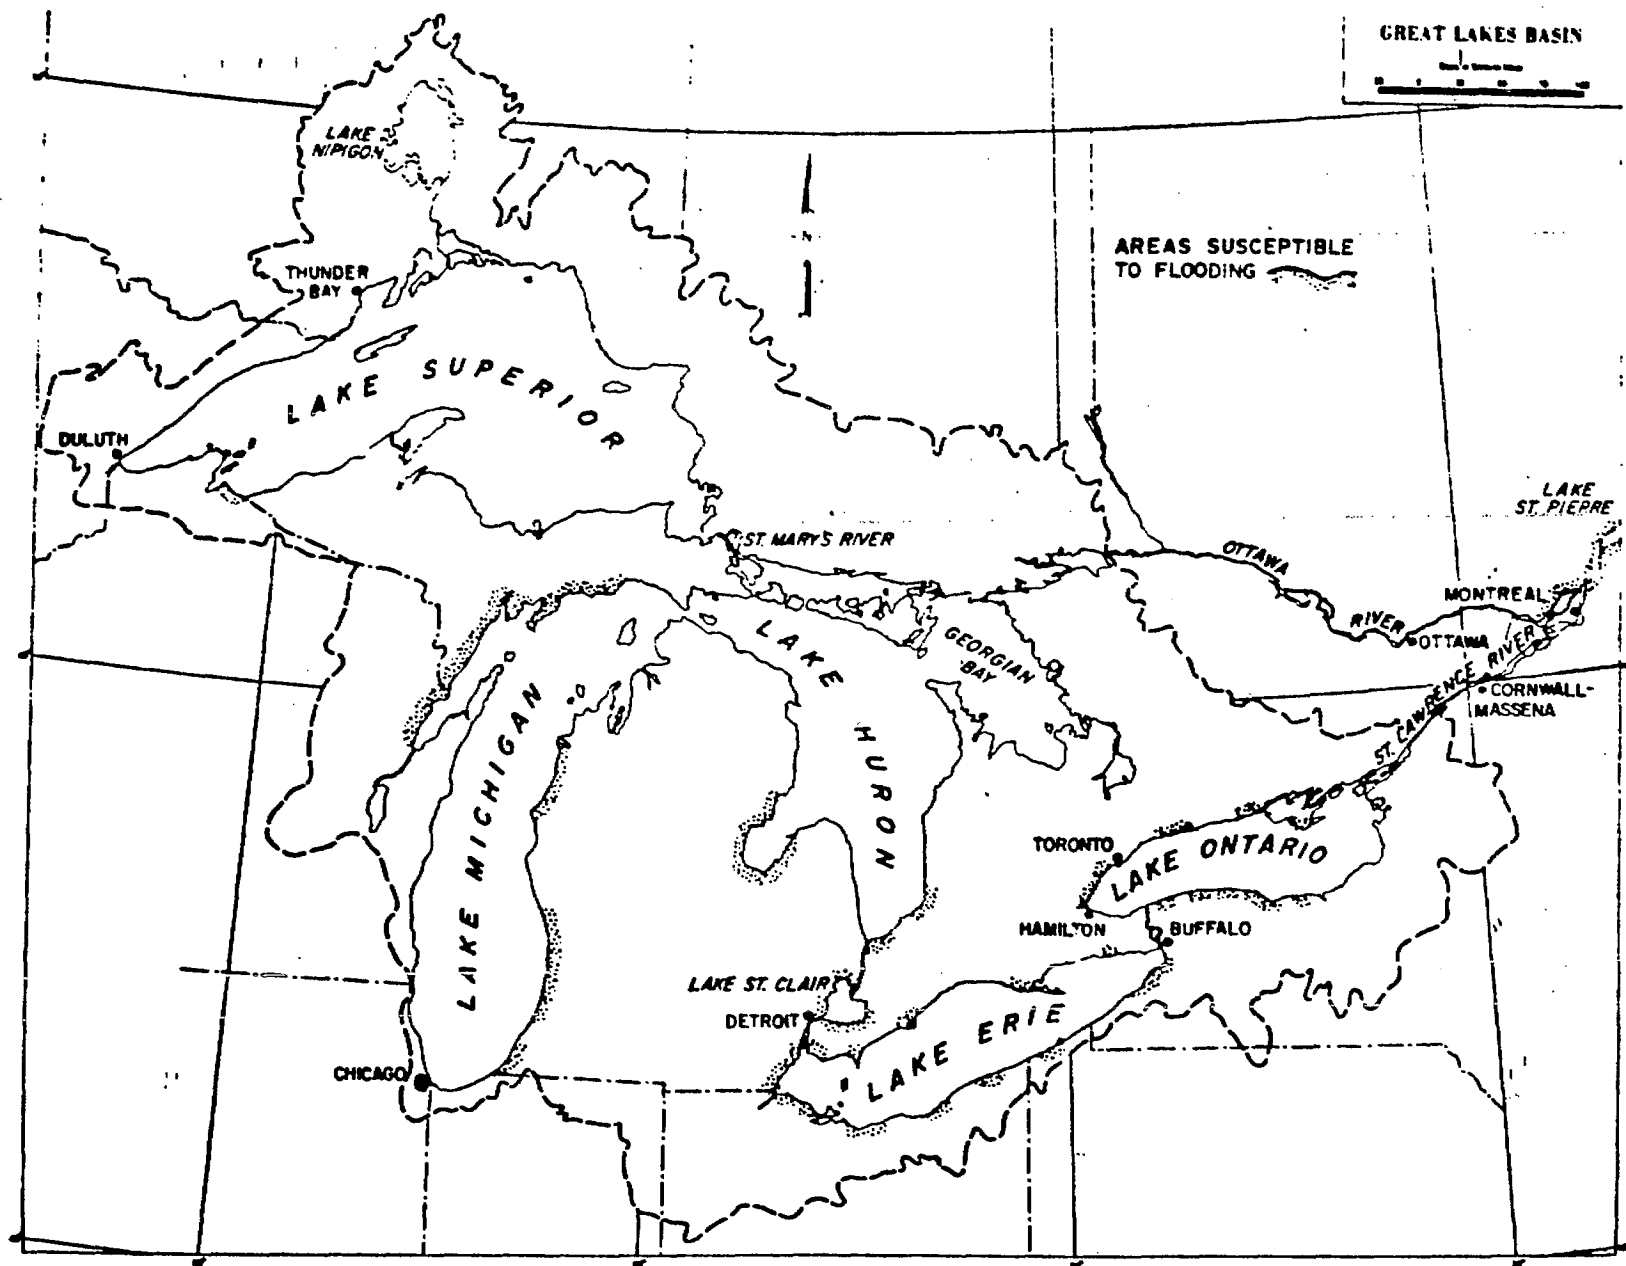 GREAT LAKES BASIN
LAKE
NIPIGON
N
AREAS SUSCEPTIBLE
TO FLOODING
THUNDER
BAY
LAKE SUPERIOR
DULUTH
LAKE
ST. PIERRE
ST. MARY'S RIVER
OTTAWA
RIVER
MONTREAL
OTTAWA
LAKE
HURON
GEORGIAN
BAY
ST. LAWRENCE RIVER
CORNWALL-
MASSENA
LAKE MICHIGAN
TORONTO
LAKE ONTARIO
HAMILTON
BUFFALO
LAKE ST. CLAIR
DETROIT
LAKE ERIE
CHICAGO